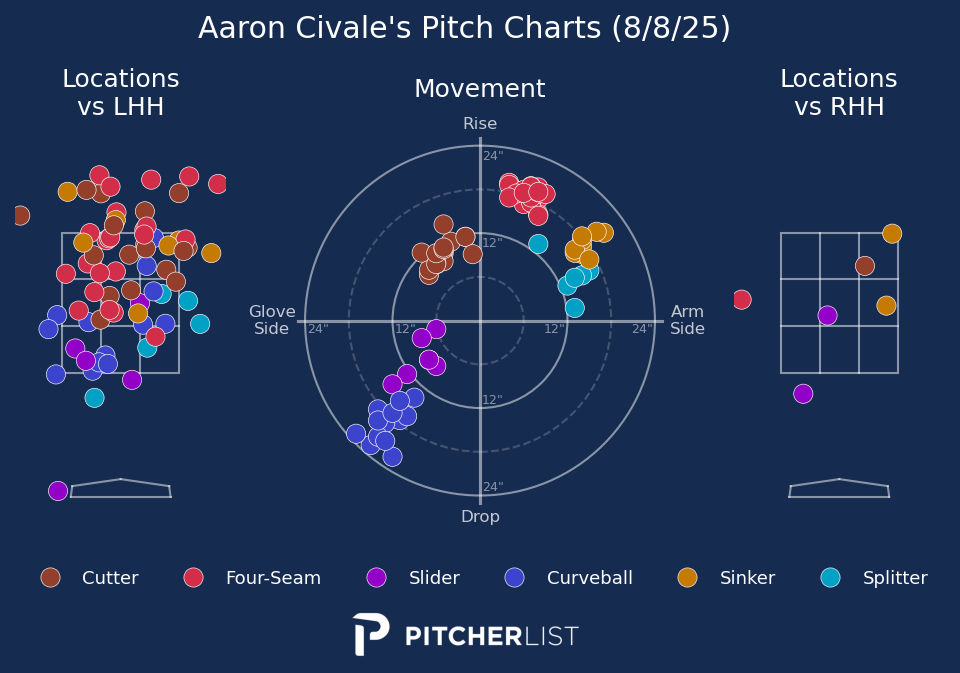 Aaron Civale's Pitch Charts (8/8/25)
Locations
vs LHH
Movement
Locations
vs RHH
Rise
24"
12"
Glove
Side
24"
12"
12"
24"
Arm
Side
12"
24"
Drop
Cutter
Four-Seam
Slider
Curveball
Sinker
Splitter
PITCHERLIST